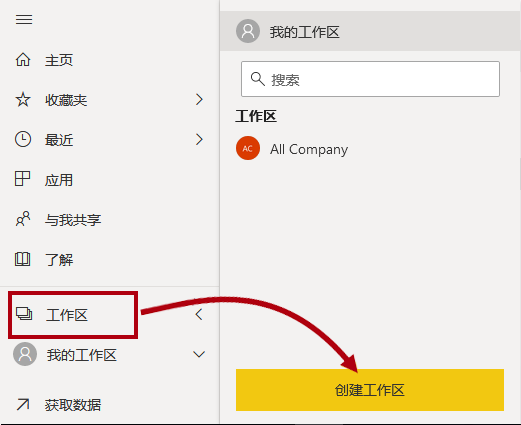 主页
收藏夹
最近
应用
与我共享
了解
工作区
我的工作区
获取数据
我的工作区
搜索
工作区
AC All Company
创建工作区